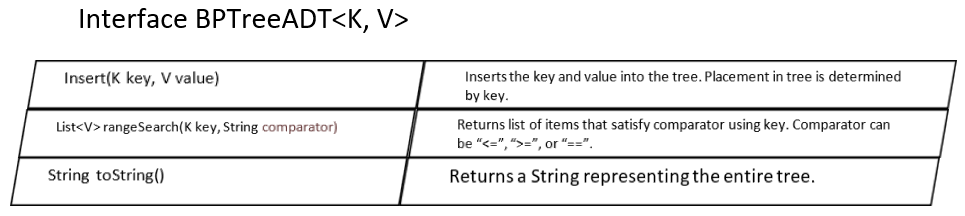 Interface BPTreeADT<K, V>
Insert(K key, V value)
Inserts the key and value into the tree. Placement in tree is determined
by key.
List<V> rangeSearch(K key, String comparator)
Returns list of items that satisfy comparator using key. Comparator can
be “<=”, “>=”, or “==”.
String toString()
Returns a String representing the entire tree.